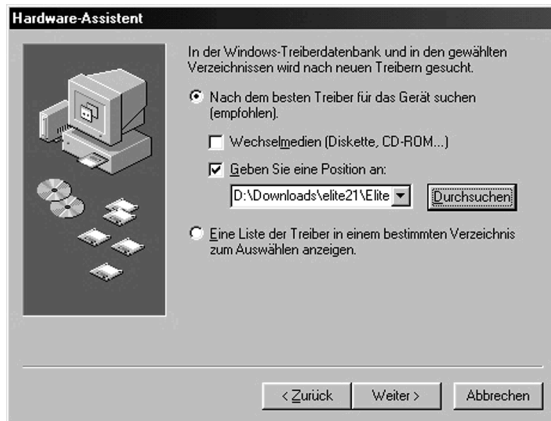 Hardware-Assistent
In der Windows-Treiberdatenbank und in den gewählten
Verzeichnissen wird nach neuen Treibern gesucht.
Nach dem besten Treiber für das Gerät suchen
(empfohlen).
Wechselmedien (Diskette, CD-ROM...)
Geben Sie eine Position an:
D:\Downloads\elite21\Elite
Durchsuchen
Eine Liste der Treiber in einem bestimmten Verzeichnis
zum Auswählen anzeigen.
< Zurück
Weiter >
Abbrechen